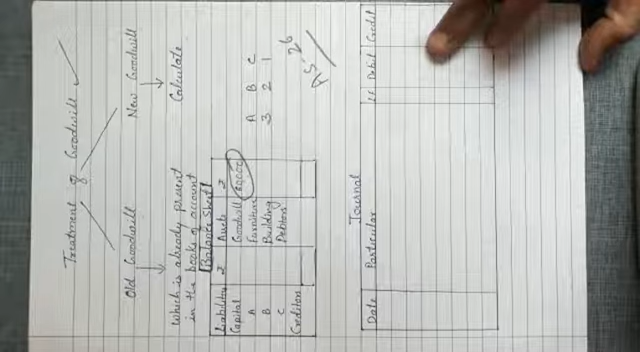 Treatment of Goodwill
Old Goodwill New Goodwill
which is already present Calculate
in the books of account
Balance Sheet
Liability ₹ Assets ₹
Capital Goodwill
A Furniture
B Building
C Debtors
Creditors
A B C
3 2 1
Journal
Date Particular LF Debit Credit